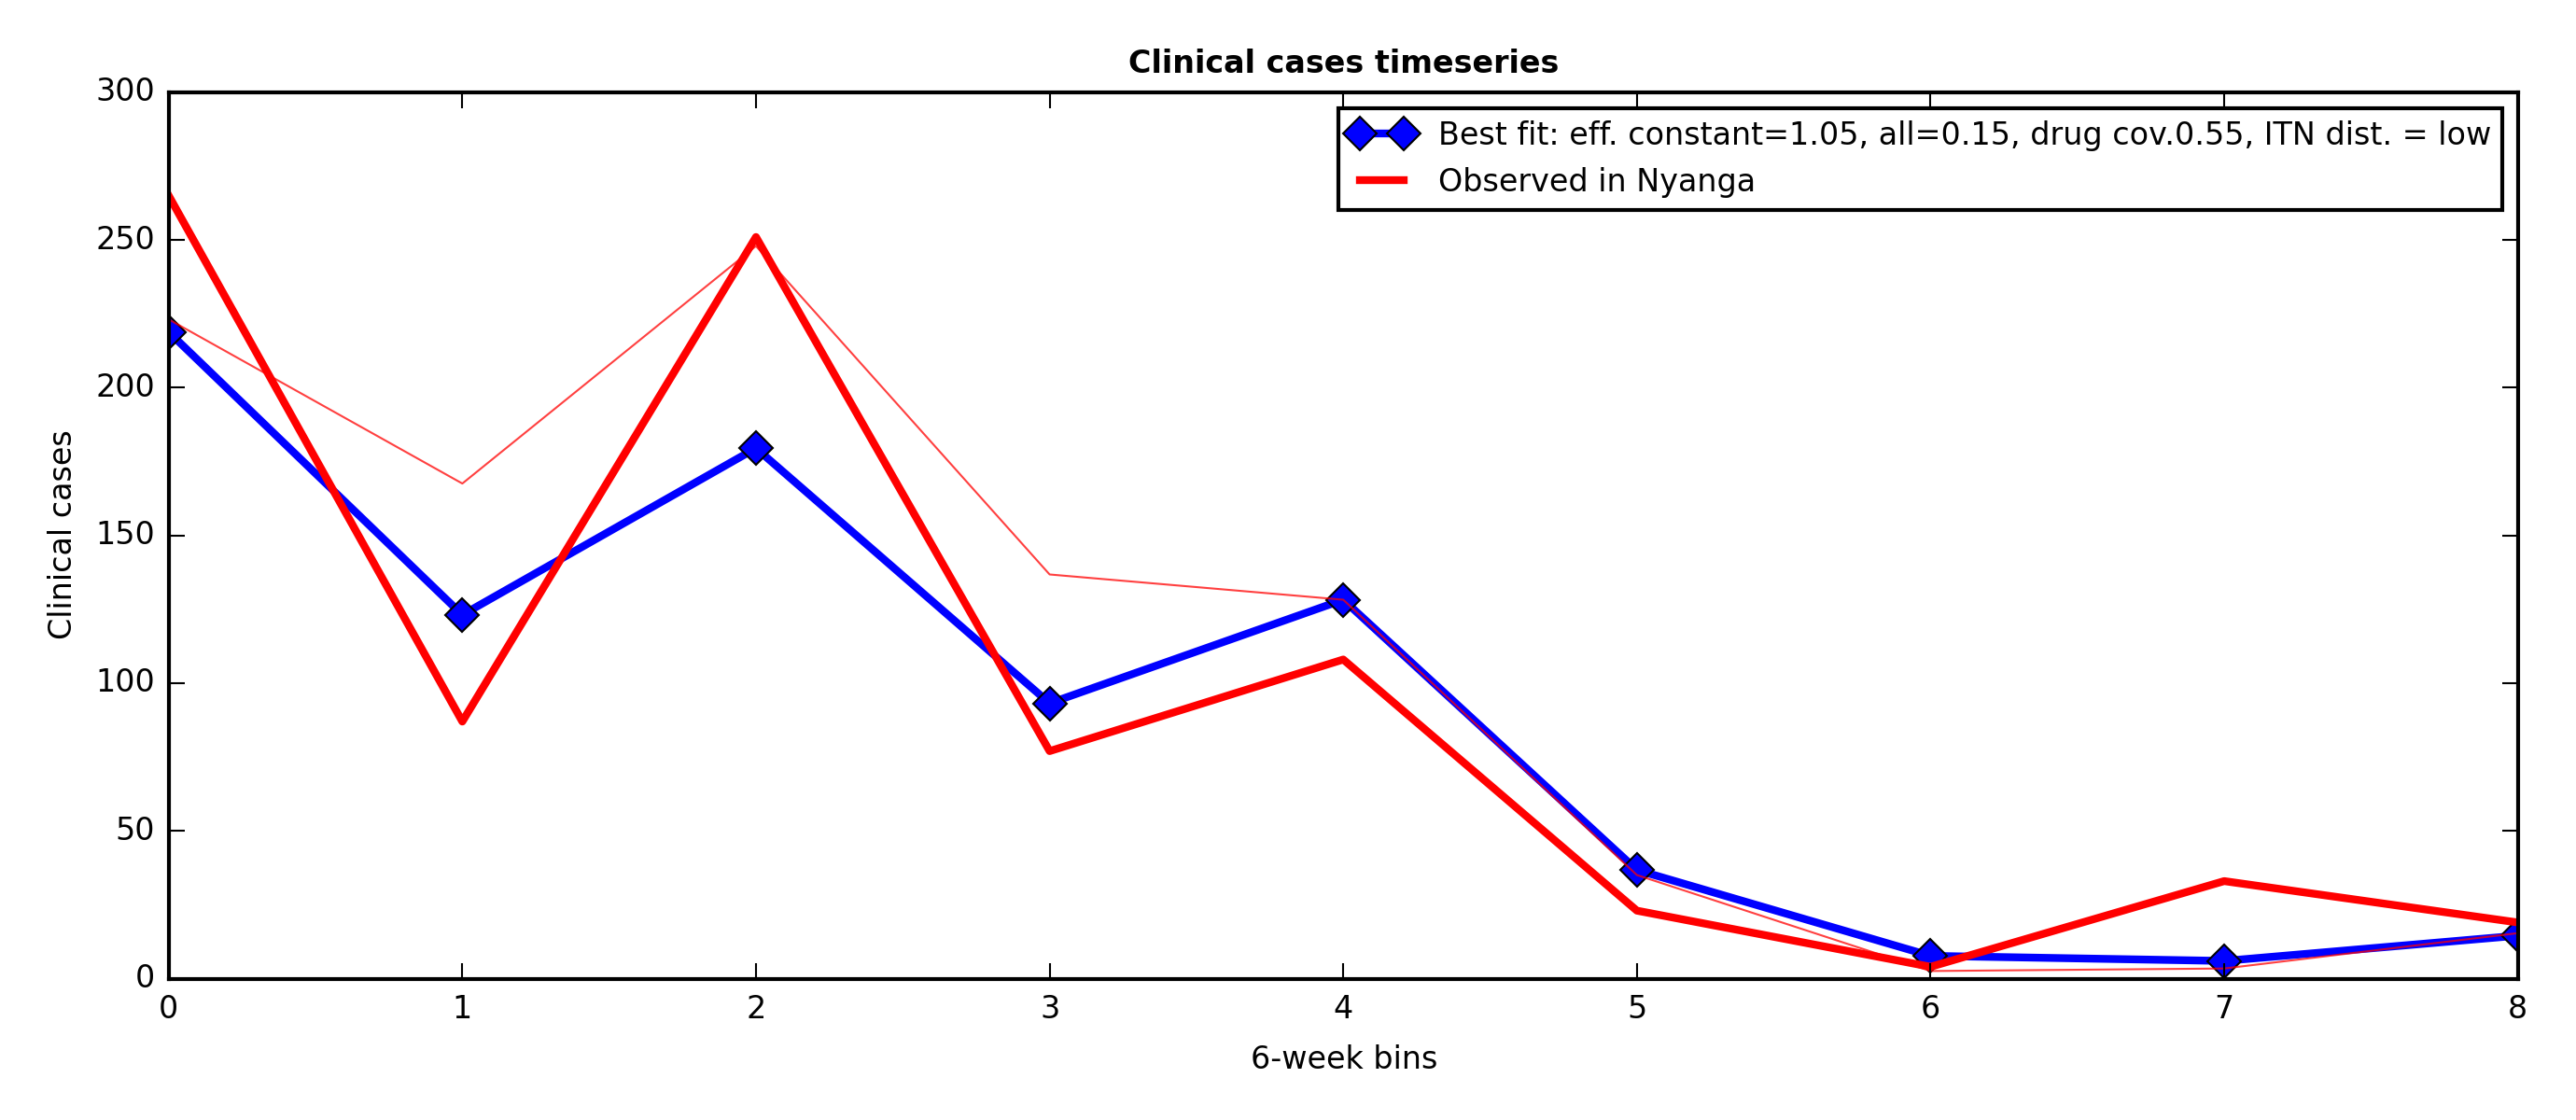 Clinical cases timeseries
300
250
200
150
100
50
0
Clinical cases
Best fit: eff. constant=1.05, all=0.15, drug cov.0.55, ITN dist. = low
Observed in Nyanga
0 1 2 3 4 5 6 7 8
6-week bins